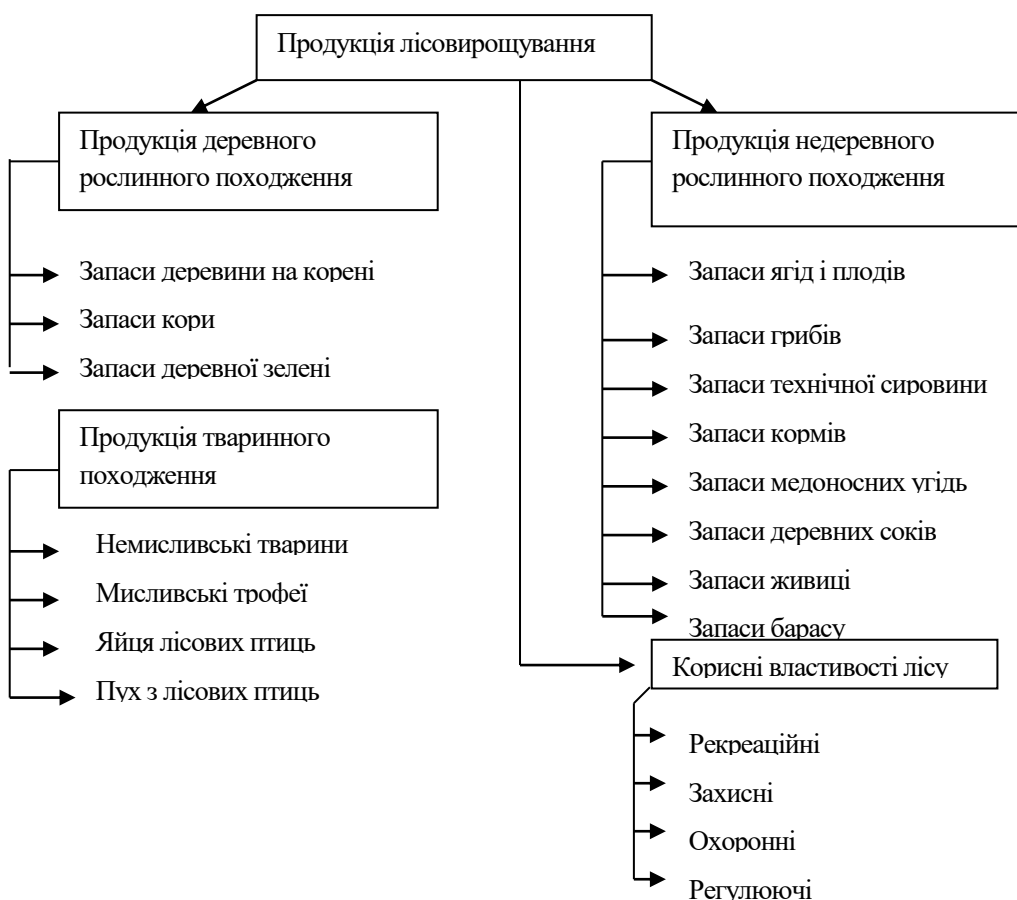 Продукція лісовирощування
Продукція деревного
рослинного походження
Запаси деревини на корені
Запаси кори
Запаси деревної зелені
Продукція тваринного
походження
Немисливські тварини
Мисливські трофеї
Яйця лісових птиць
Пух з лісових птиць
Продукція недеревного
рослинного походження
Запаси ягід і плодів
Запаси грибів
Запаси технічної сировини
Запаси кормів
Запаси медоносних угідь
Запаси деревних соків
Запаси живиці
Запаси барасу
Корисні властивості лісу
Рекреаційні
Захисні
Охоронні
Регулюючі